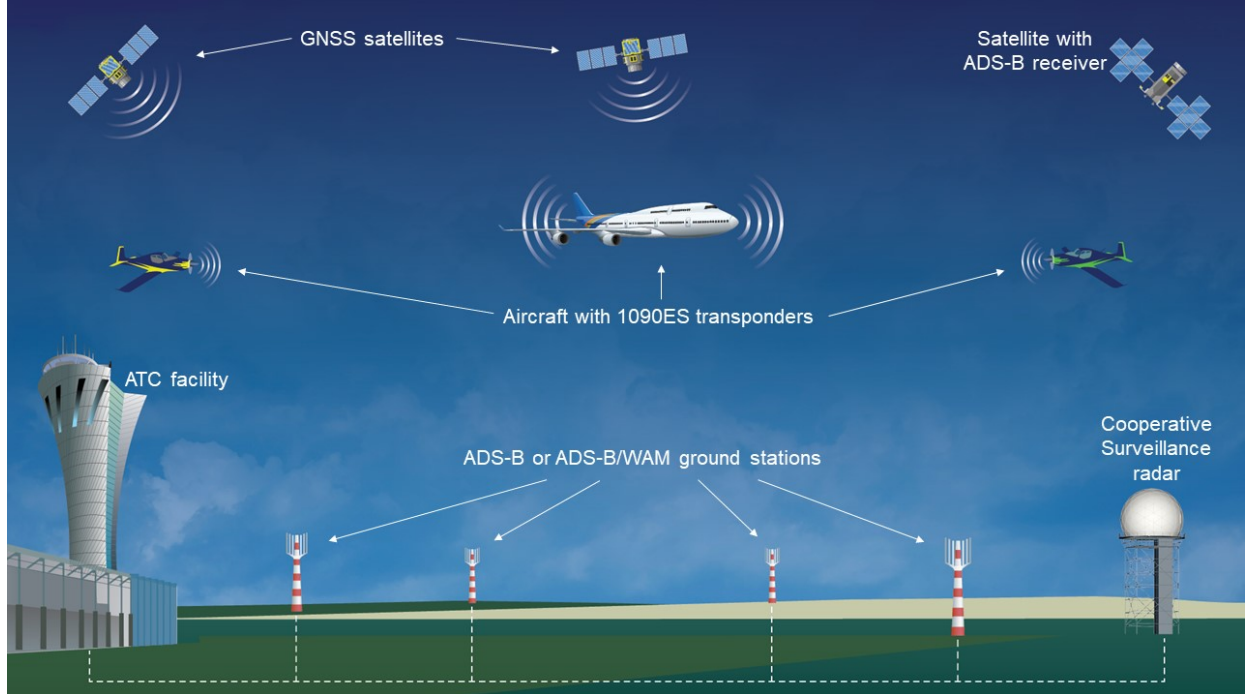 GNSS satellites
Satellite with
ADS-B receiver
Aircraft with 1090ES transponders
ATC facility
Cooperative
Surveillance
radar
ADS-B or ADS-B/WAM ground stations